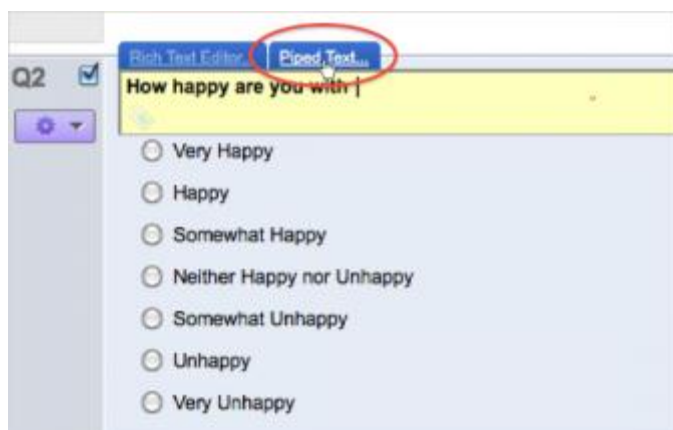 Rich Text Editor... Piped Text...
Q2
How happy are you with
Very Happy
Happy
Somewhat Happy
Neither Happy nor Unhappy
Somewhat Unhappy
Unhappy
Very Unhappy